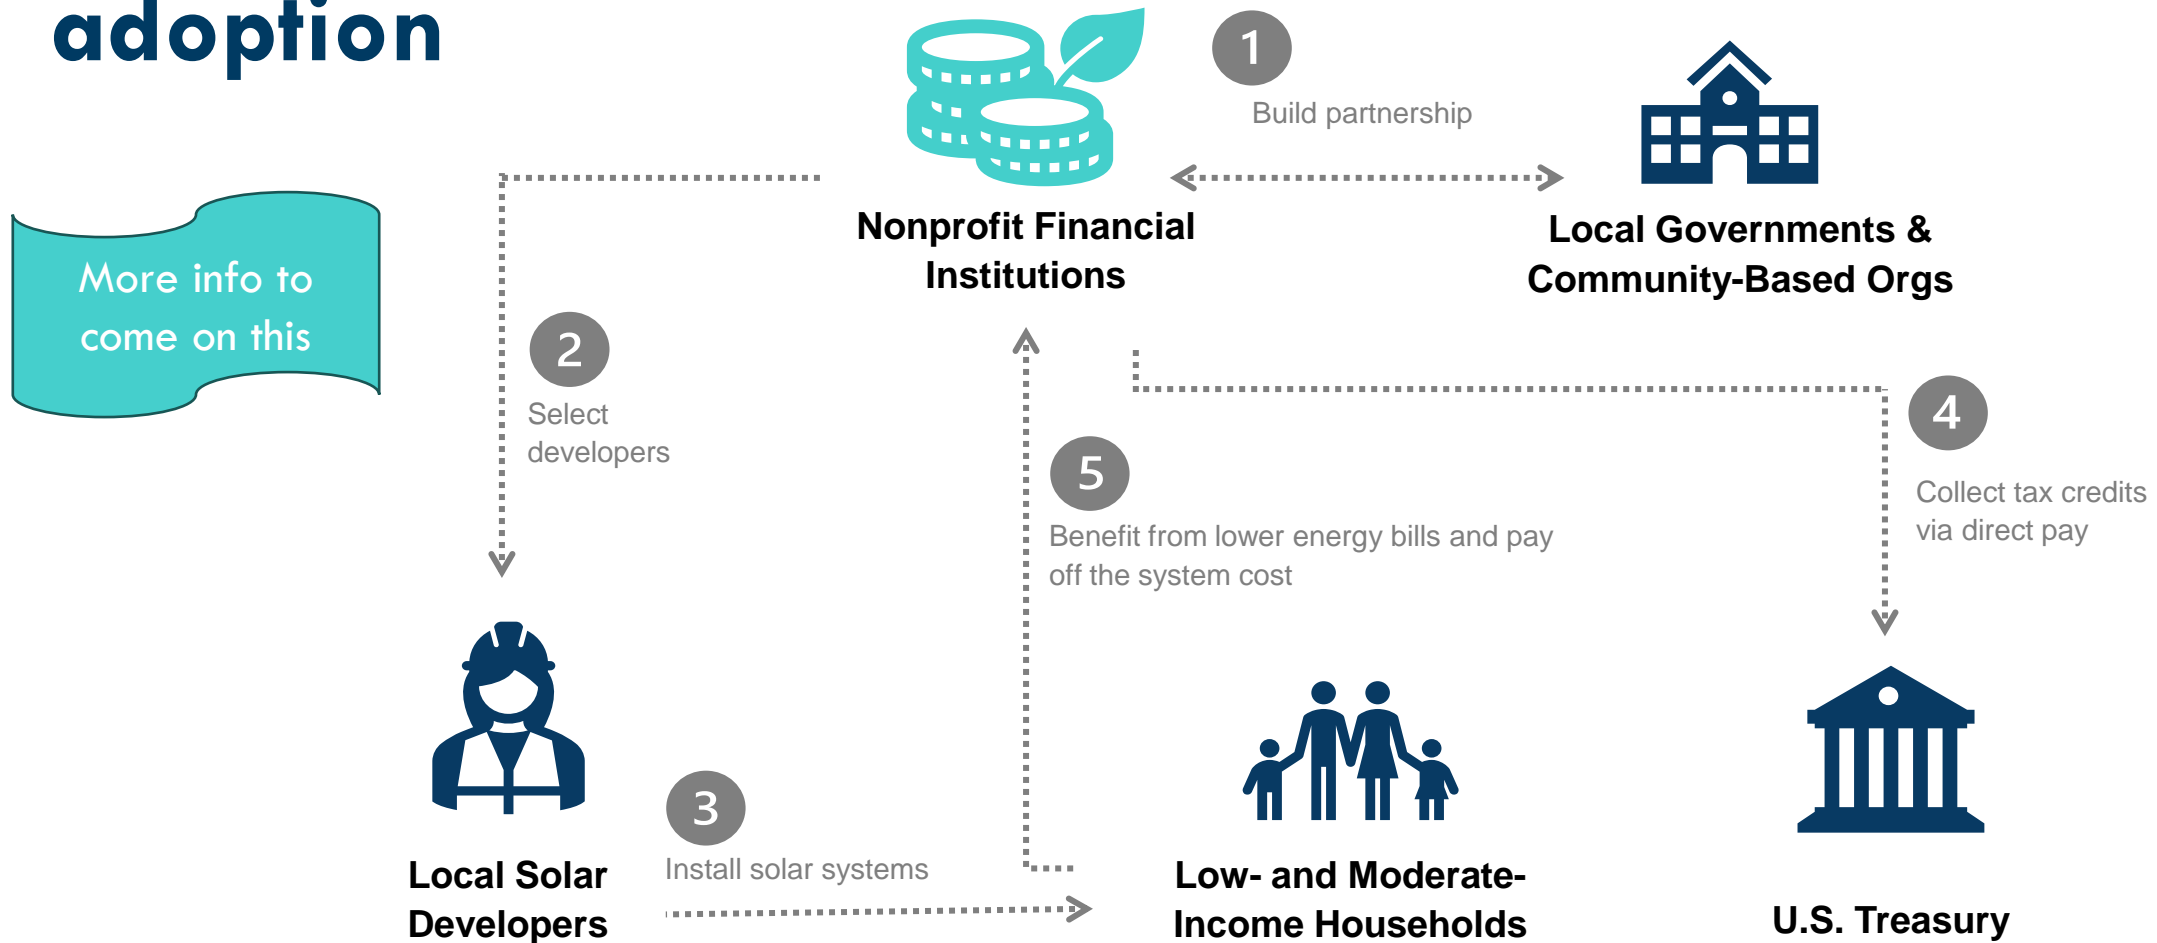 adoption
1
Build partnership
Nonprofit Financial
Institutions
Local Governments &
Community-Based Orgs
More info to
come on this
2
Select
developers
4
Collect tax credits
via direct pay
5
Benefit from lower energy bills and pay
off the system cost
3
Install solar systems
Local Solar
Developers
Low- and Moderate-
Income Households
U.S. Treasury